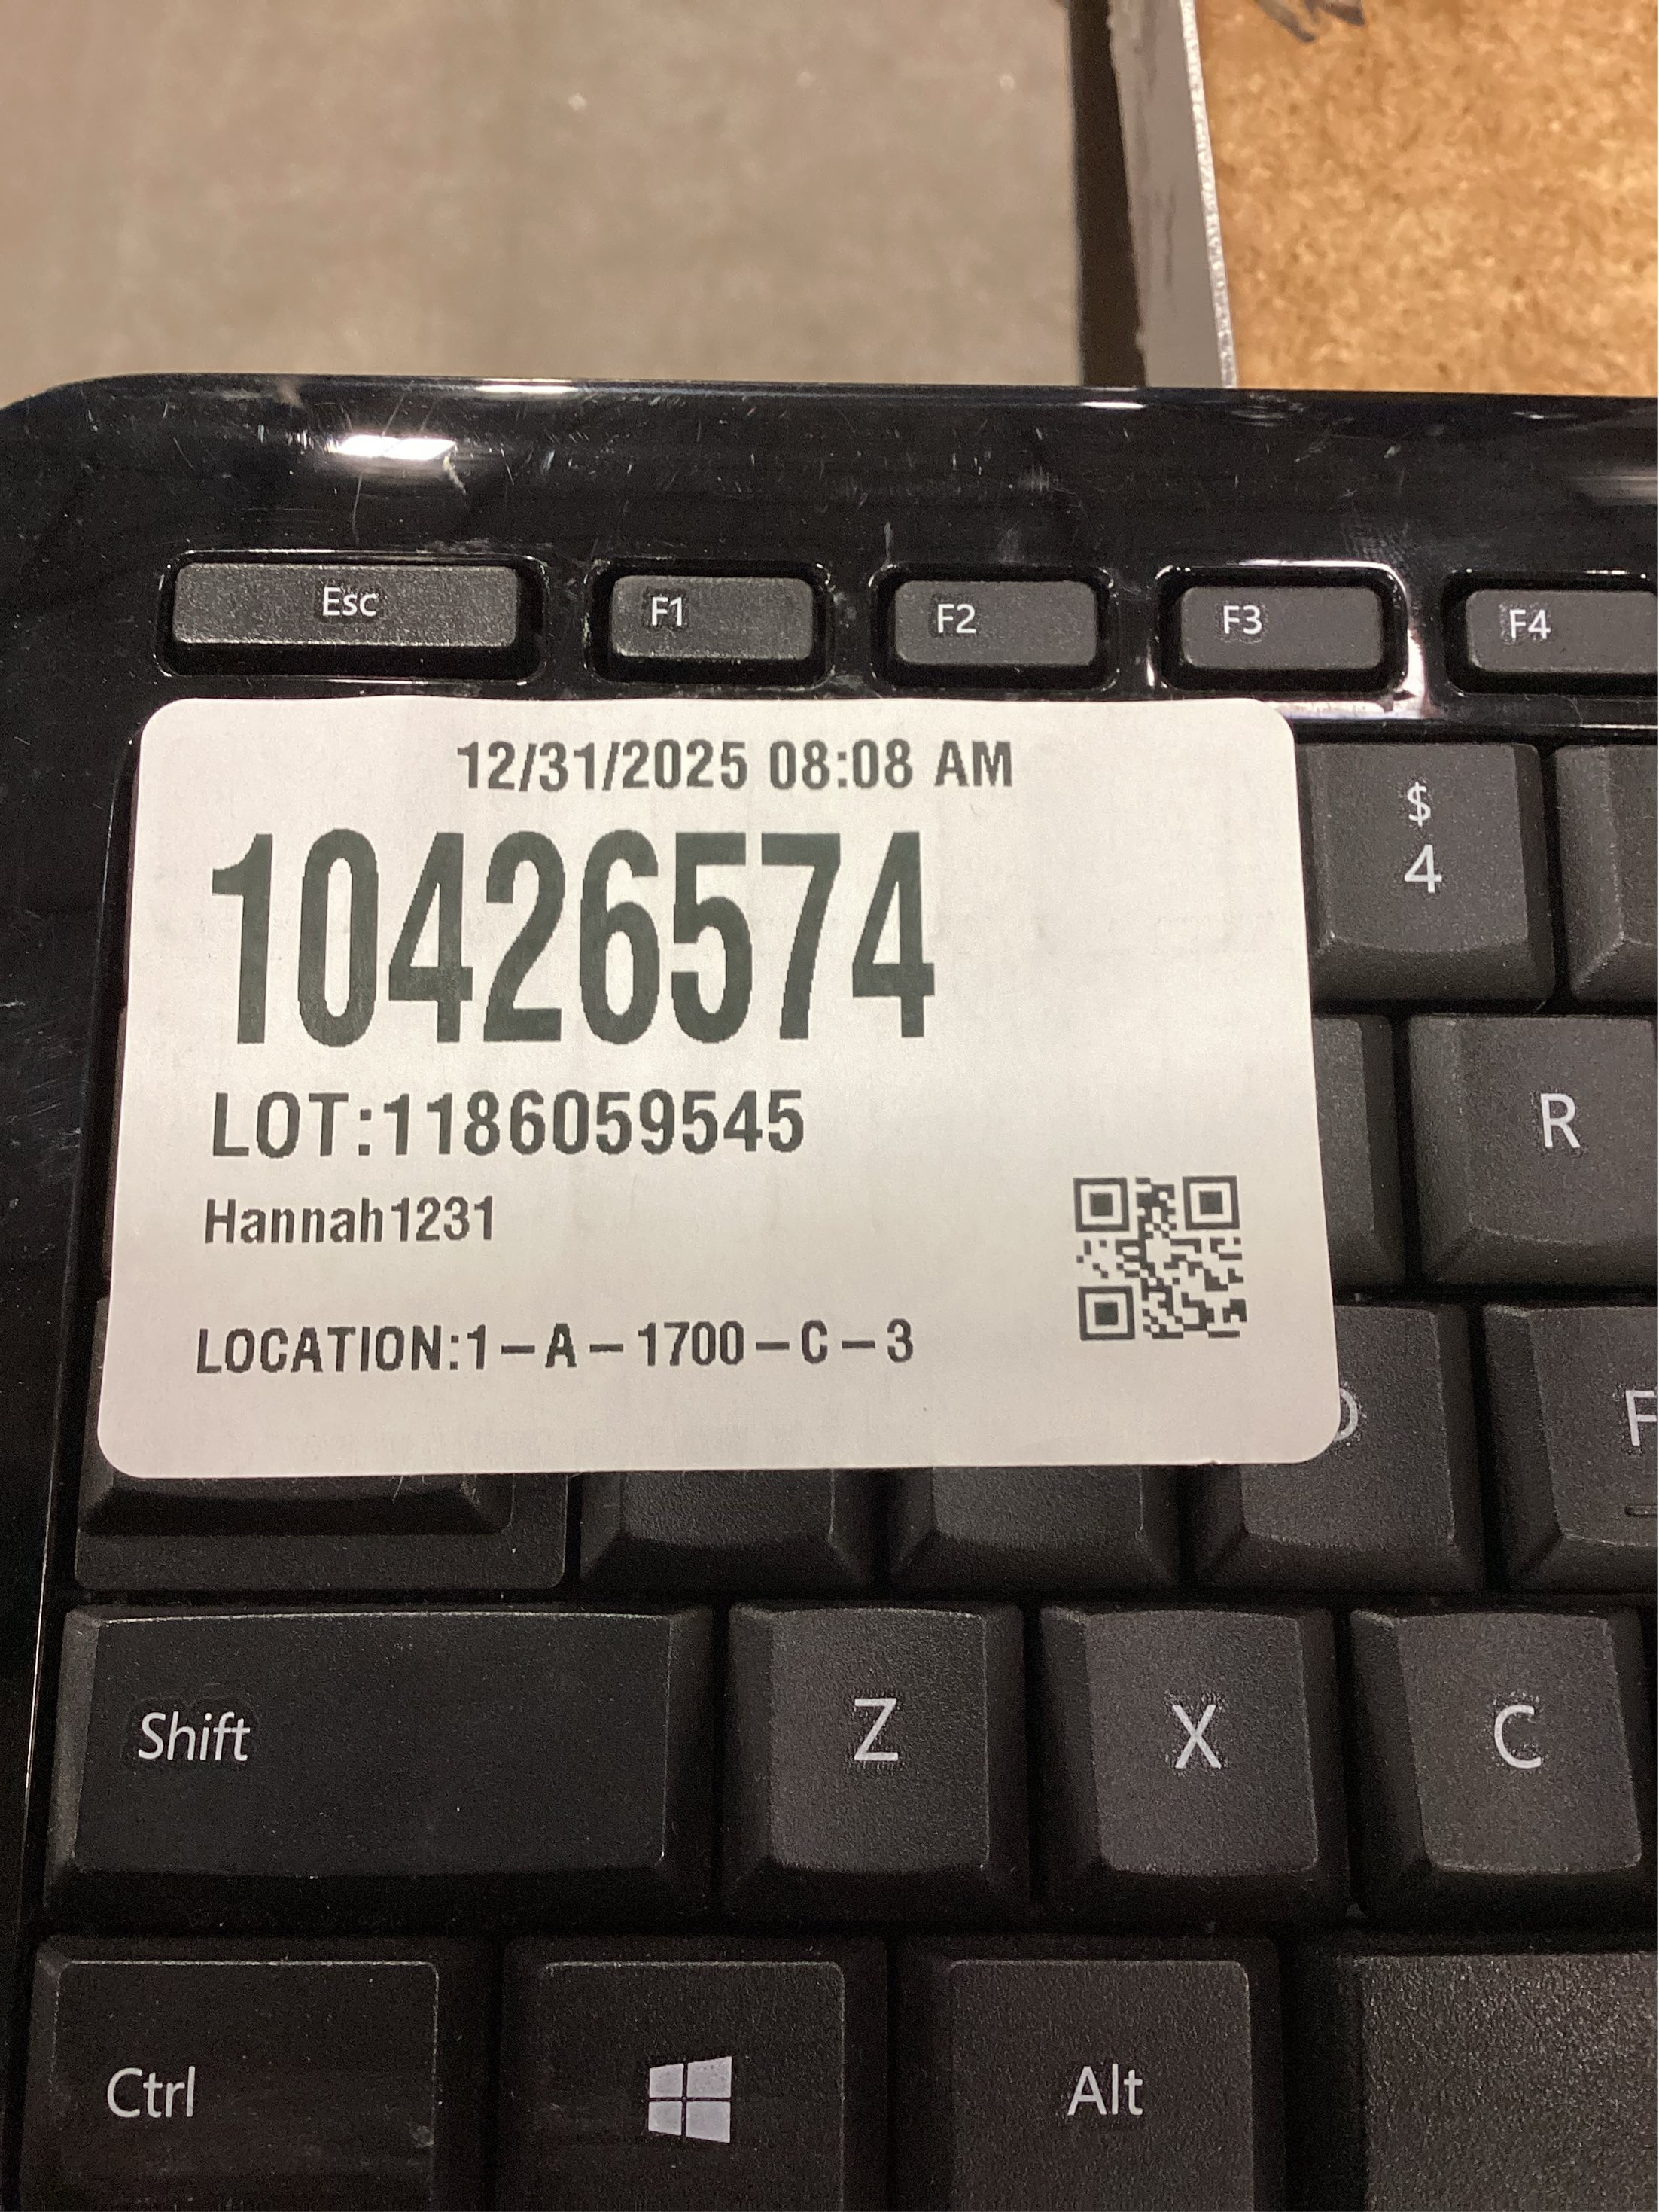 Esc F1 F2 F3 F4
12/31/2025 08:08 AM
$
4
10426574
LOT:1186059545
R
Hannah1231
LOCATION:1-A-1700-C-3
D F
Shift Z X C
Ctrl Alt